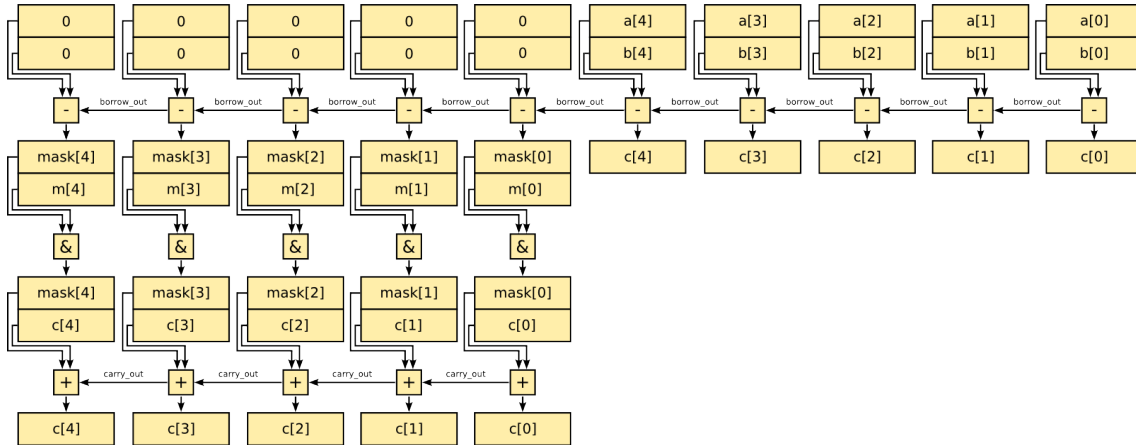 0 0 0 0 0 a[4] a[3] a[2] a[1] a[0]
0 0 0 0 0 b[4] b[3] b[2] b[1] b[0]
- borrow_out - borrow_out - borrow_out - borrow_out - borrow_out - borrow_out - borrow_out - borrow_out - borrow_out -
mask[4] mask[3] mask[2] mask[1] mask[0] c[4] c[3] c[2] c[1] c[0]
m[4] m[3] m[2] m[1] m[0]
& & & & &
mask[4] mask[3] mask[2] mask[1] mask[0]
c[4] c[3] c[2] c[1] c[0]
+ carry_out + carry_out + carry_out + carry_out +
c[4] c[3] c[2] c[1] c[0]